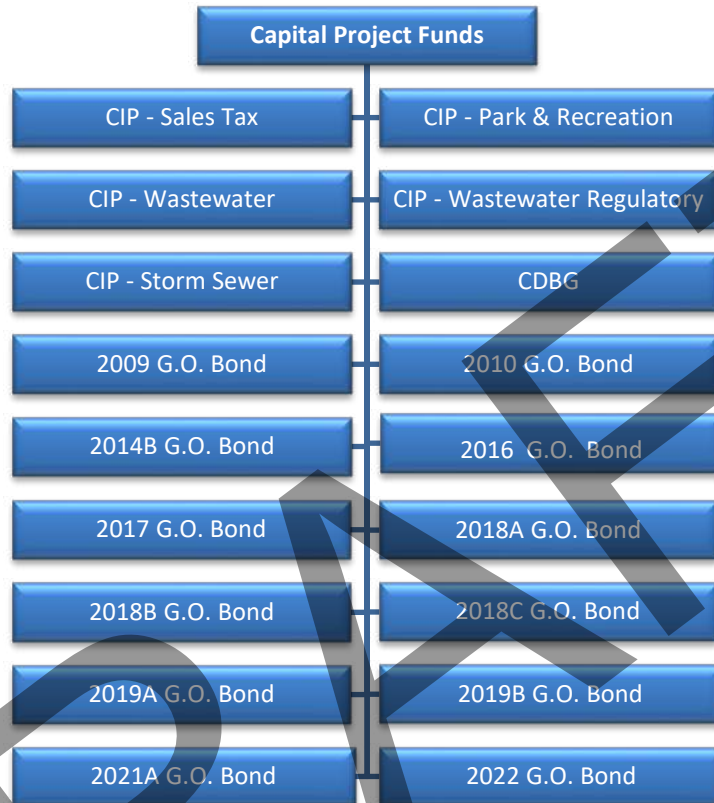 Capital Project Funds
CIP - Sales Tax
CIP - Park & Recreation
CIP - Wastewater
CIP - Wastewater Regulatory
CIP - Storm Sewer
CDBG
2009 G.O. Bond
2010 G.O. Bond
2014B G.O. Bond
2016 G.O. Bond
2017 G.O. Bond
2018A G.O. Bond
2018B G.O. Bond
2018C G.O. Bond
2019A G.O. Bond
2019B G.O. Bond
2021A G.O. Bond
2022 G.O. Bond